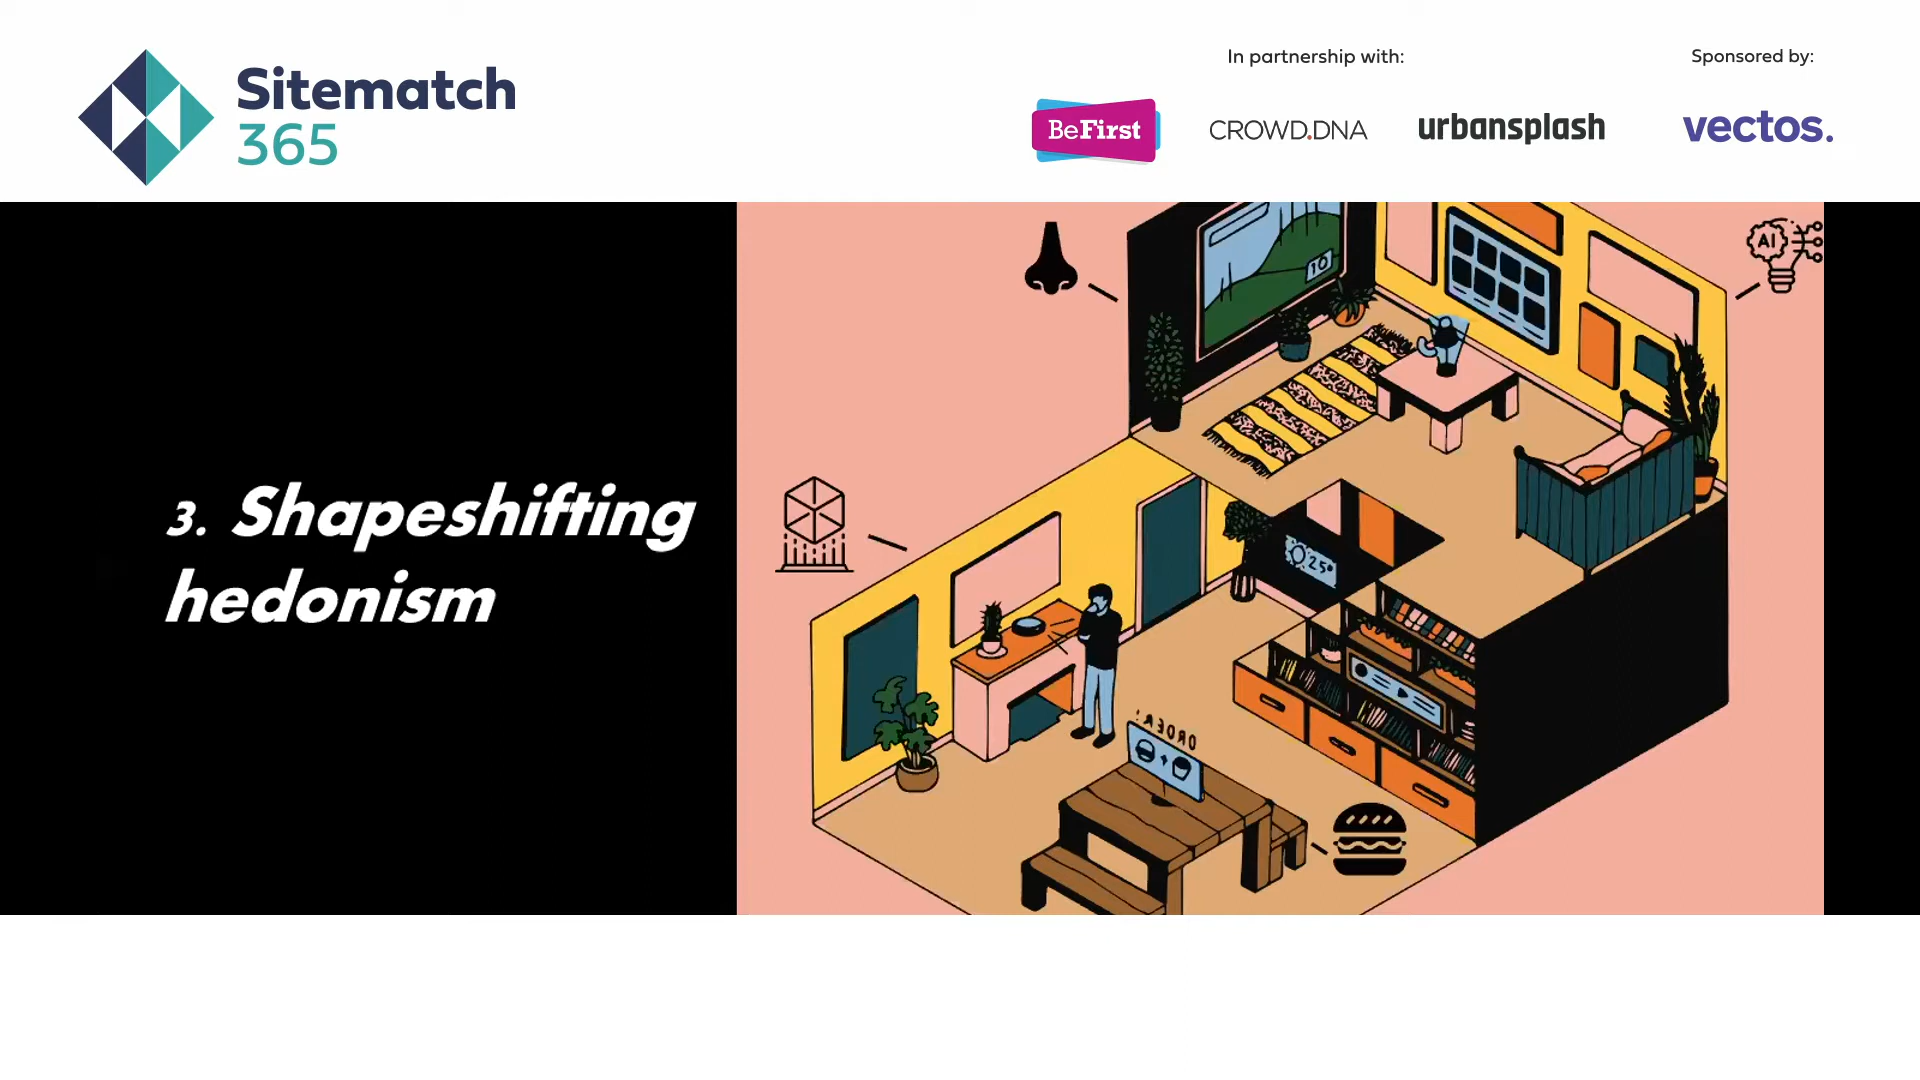 Sitematch
365
In partnership with:
Sponsored by:
BeFirst
CROWD.DNA
urbansplash
vectos.
3. Shapeshifting
hedonism
10
AI
25°
ORDER!